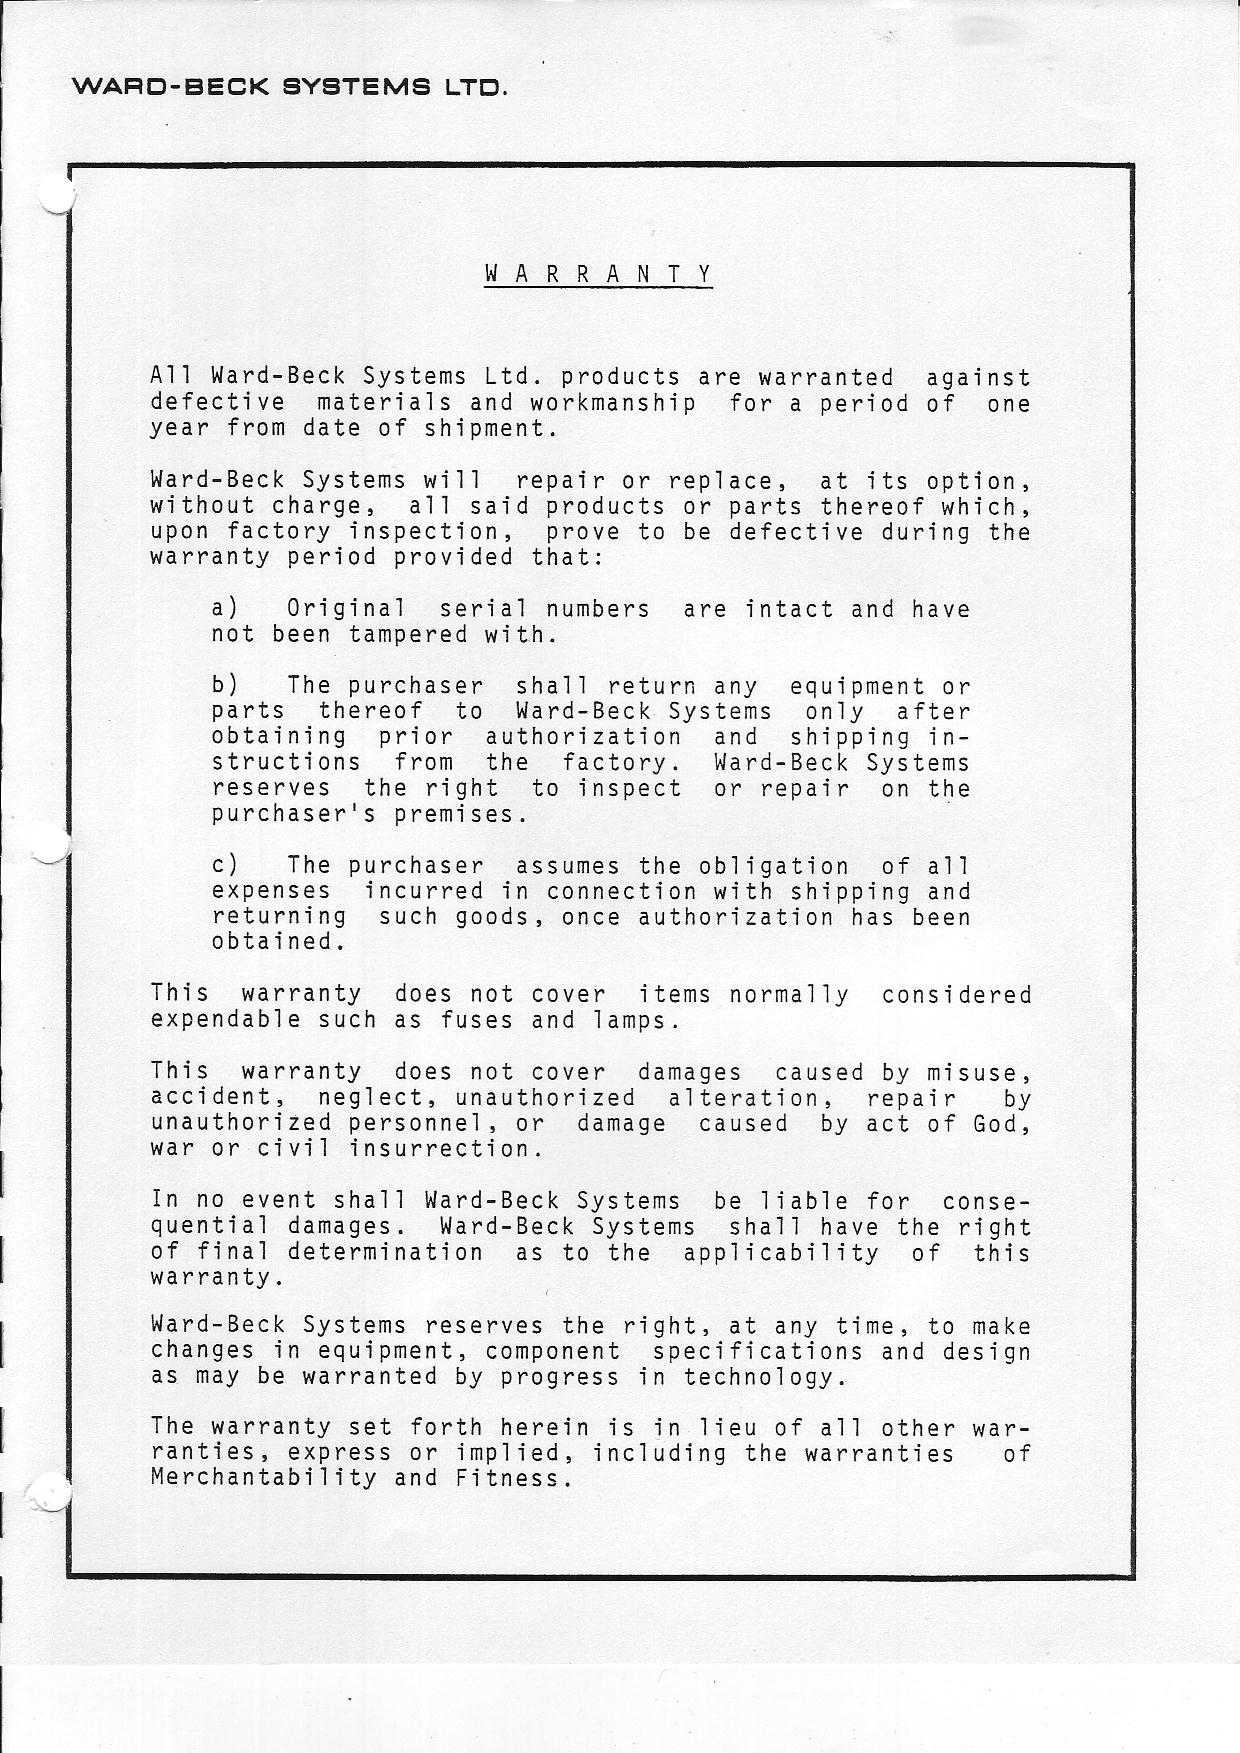 WARD-BECK SYSTEMS LTD.
W A R R A N T Y
All Ward-Beck Systems Ltd. products are warranted against
defective materials and workmanship for a period of one
year from date of shipment.
Ward-Beck Systems will repair or replace, at its option,
without charge, all said products or parts thereof which,
upon factory inspection, prove to be defective during the
warranty period provided that:
a) Original serial numbers are intact and have
not been tampered with.
b) The purchaser shall return any equipment or
parts thereof to Ward-Beck Systems only after
obtaining prior authorization and shipping in-
structions from the factory. Ward-Beck Systems
reserves the right to inspect or repair on the
purchaser's premises.
c) The purchaser assumes the obligation of all
expenses incurred in connection with shipping and
returning such goods, once authorization has been
obtained.
This warranty does not cover items normally considered
expendable such as fuses and lamps.
This warranty does not cover damages caused by misuse,
accident, neglect, unauthorized alteration, repair by
unauthorized personnel, or damage caused by act of God,
war or civil insurrection.
In no event shall Ward-Beck Systems be liable for conse-
quential damages. Ward-Beck Systems shall have the right
of final determination as to the applicability of this
warranty.
Ward-Beck Systems reserves the right, at any time, to make
changes in equipment, component specifications and design
as may be warranted by progress in technology.
The warranty set forth herein is in lieu of all other war-
ranties, express or implied, including the warranties of
Merchantability and Fitness.